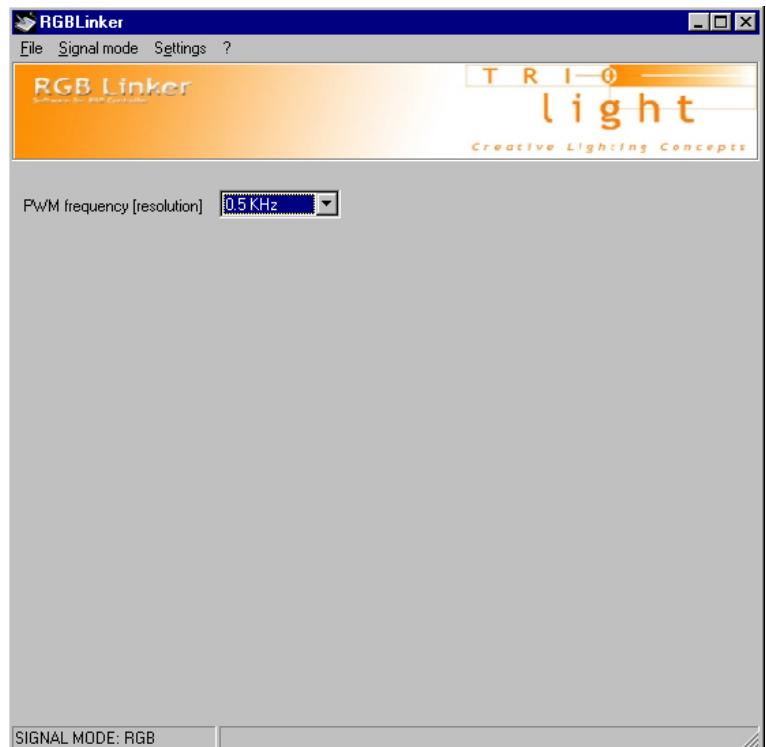 RGBLinker
File Signal mode Settings ?
RGB Linker
TRIO
light
Creative Lighting Concepts
PWM frequency [resolution] 0.5 KHz
SIGNAL MODE: RGB